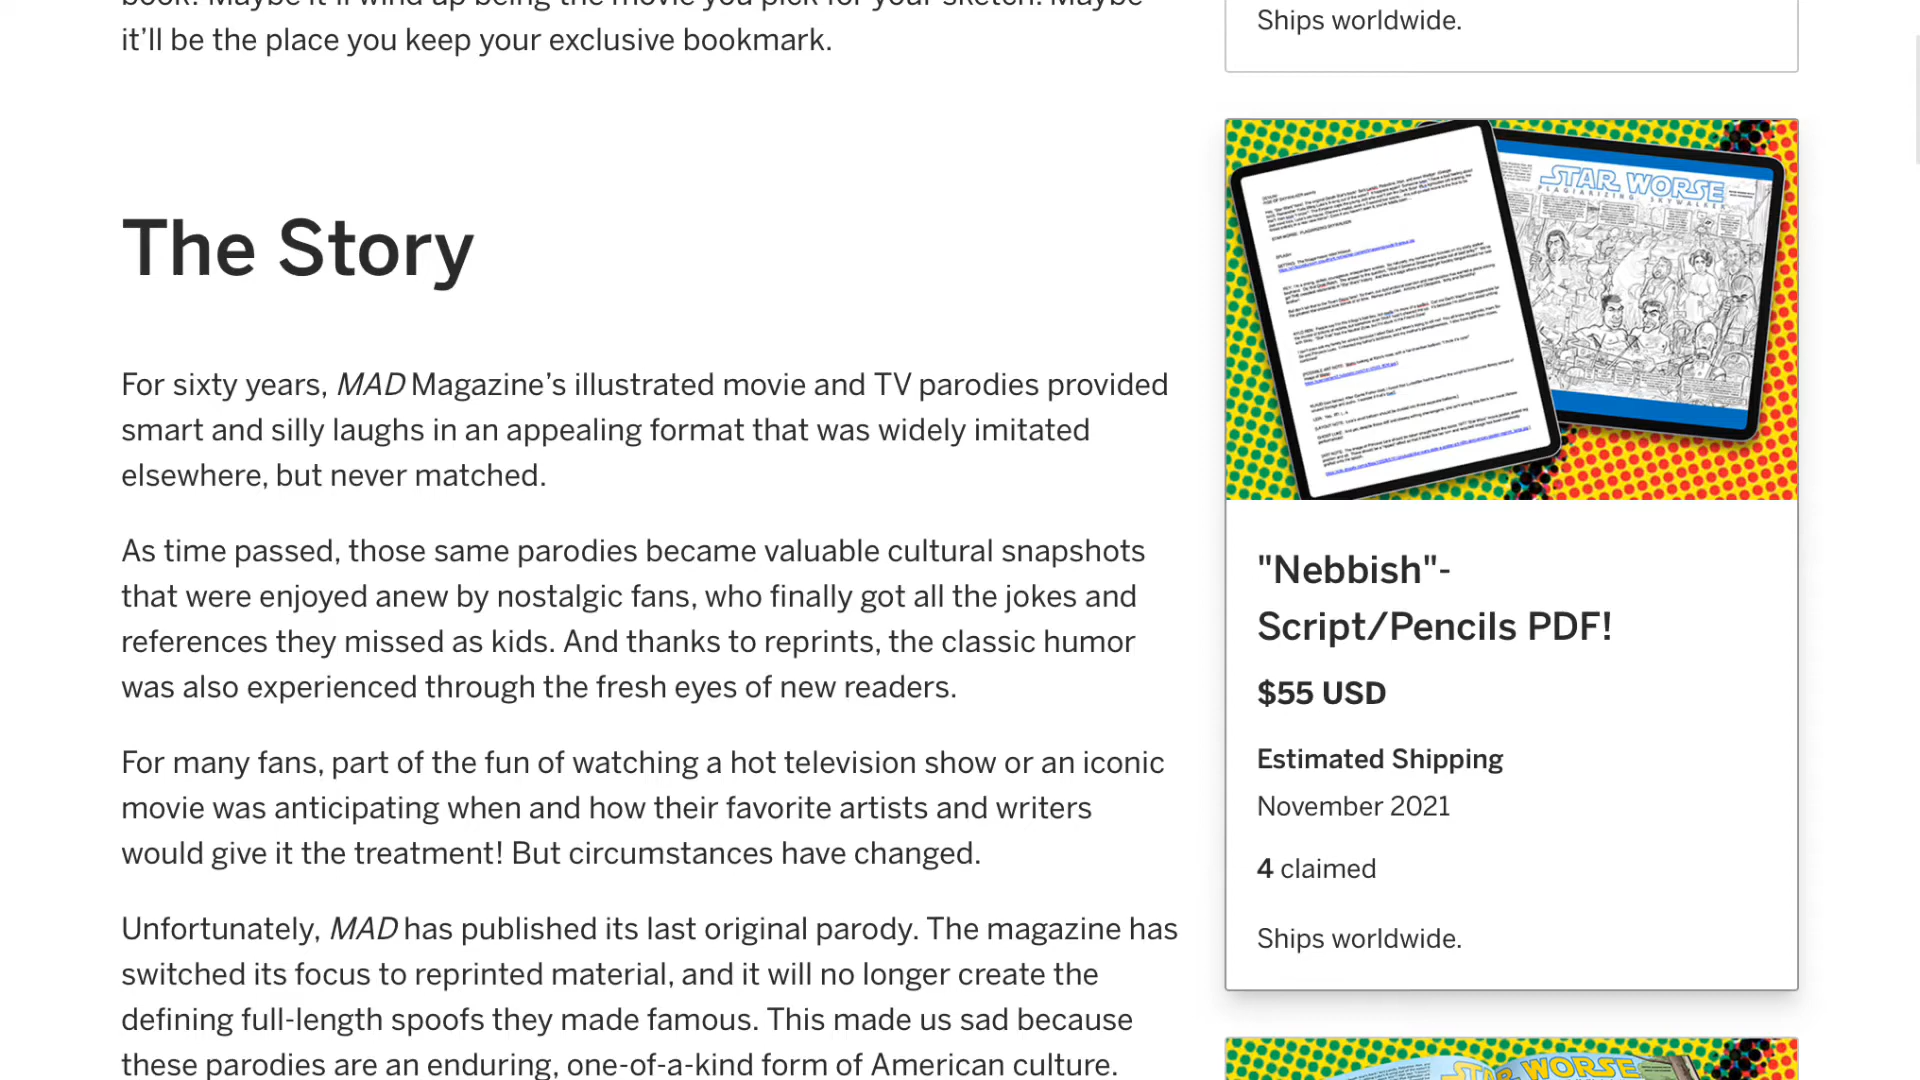 it’ll be the place you keep your exclusive bookmark.
The Story
For sixty years, MAD Magazine’s illustrated movie and TV parodies provided
smart and silly laughs in an appealing format that was widely imitated
elsewhere, but never matched.
As time passed, those same parodies became valuable cultural snapshots
that were enjoyed anew by nostalgic fans, who finally got all the jokes and
references they missed as kids. And thanks to reprints, the classic humor
was also experienced through the fresh eyes of new readers.
For many fans, part of the fun of watching a hot television show or an iconic
movie was anticipating when and how their favorite artists and writers
would give it the treatment! But circumstances have changed.
Unfortunately, MAD has published its last original parody. The magazine has
switched its focus to reprinted material, and it will no longer create the
defining full-length spoofs they made famous. This made us sad because
these parodies are an enduring, one-of-a-kind form of American culture.
Ships worldwide.
STAR WORSE
PLAGIARIZING SKYWALKER
"Nebbish"-
Script/Pencils PDF!
$55 USD
Estimated Shipping
November 2021
4 claimed
Ships worldwide.
STAR WORSE